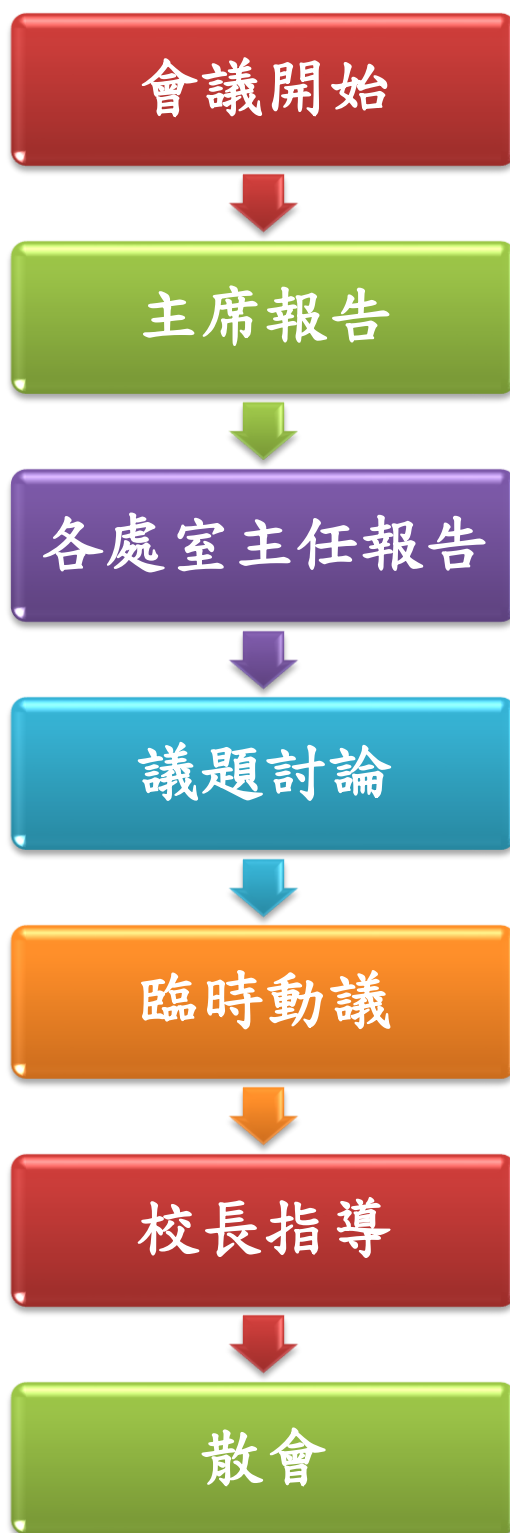 會議開始
主席報告
各處室主任報告
議題討論
臨時動議
校長指導
散會